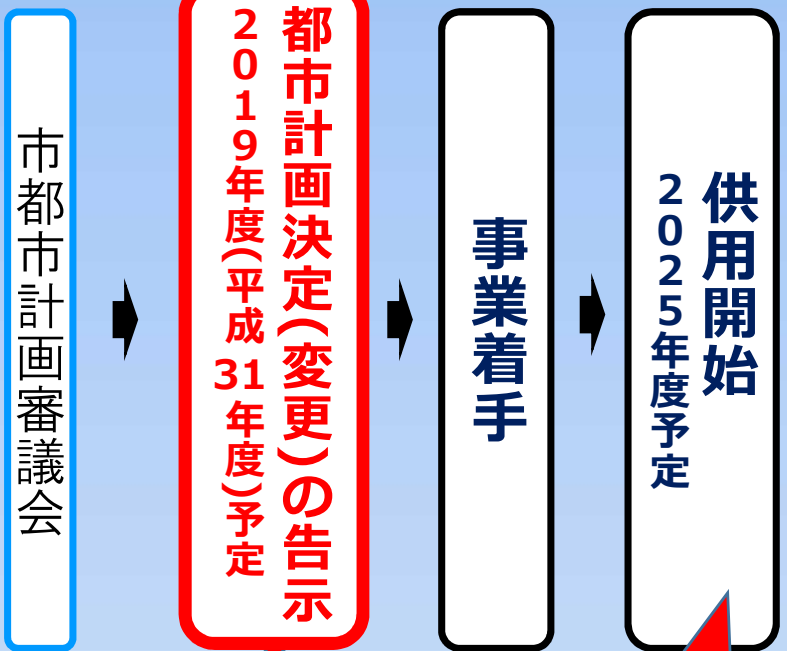 市都市計画審議会
都市計画決定(変更)の告示
2019年度(平成31年度)予定
事業着手
供用開始
2025年度予定